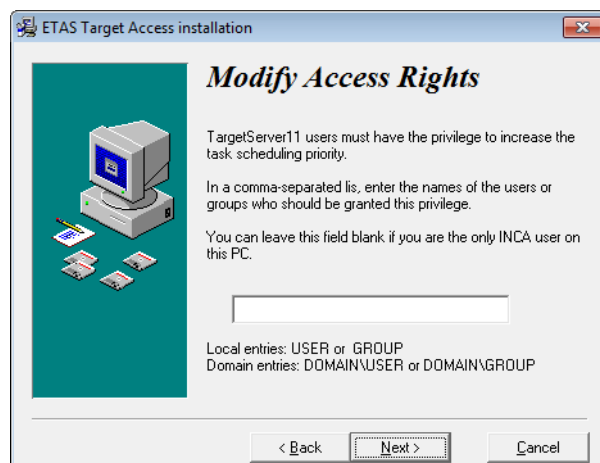 ETAS Target Access installation
Modify Access Rights
TargetServer11 users must have the privilege to increase the
task scheduling priority.
In a comma-separated lis, enter the names of the users or
groups who should be granted this privilege.
You can leave this field blank if you are the only INCA user on
this PC.
Local entries: USER or GROUP
Domain entries: DOMAIN\USER or DOMAIN\GROUP
< Back
Next >
Cancel